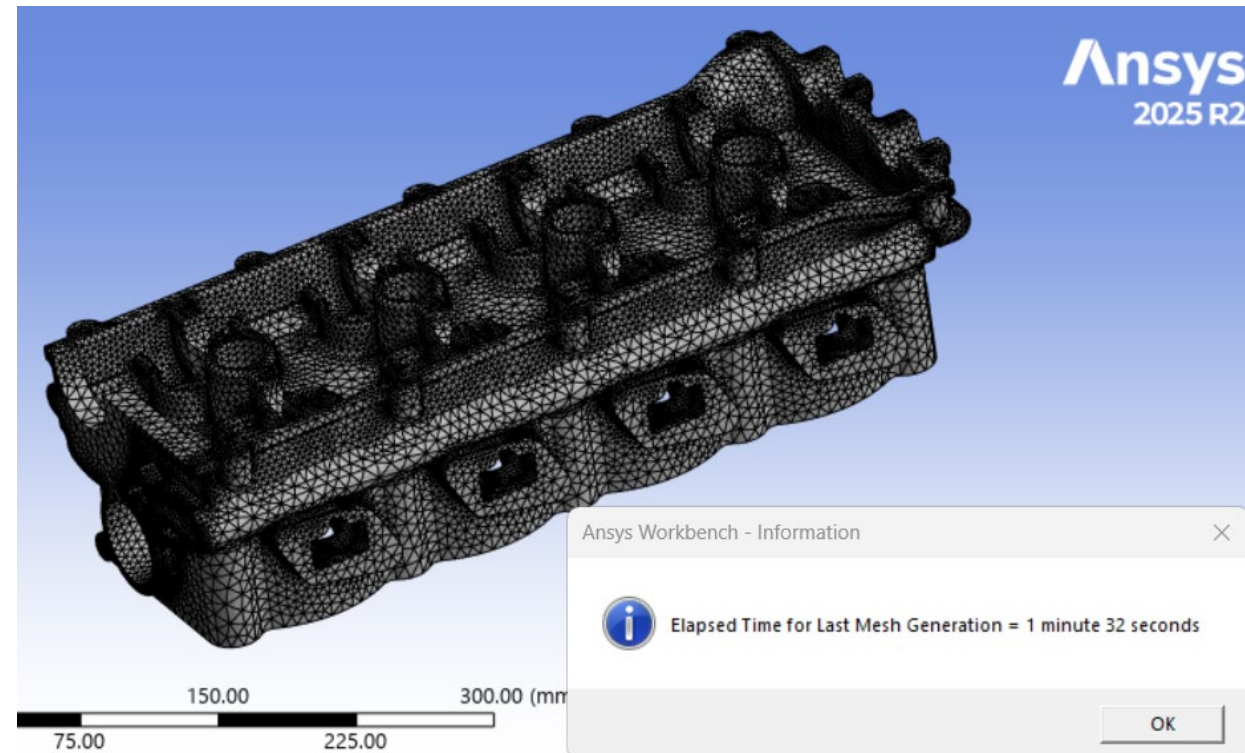 Ansys
2025 R2
Ansys Workbench - Information
Elapsed Time for Last Mesh Generation = 1 minute 32 seconds
OK
150.00 300.00 (mm
75.00 225.00